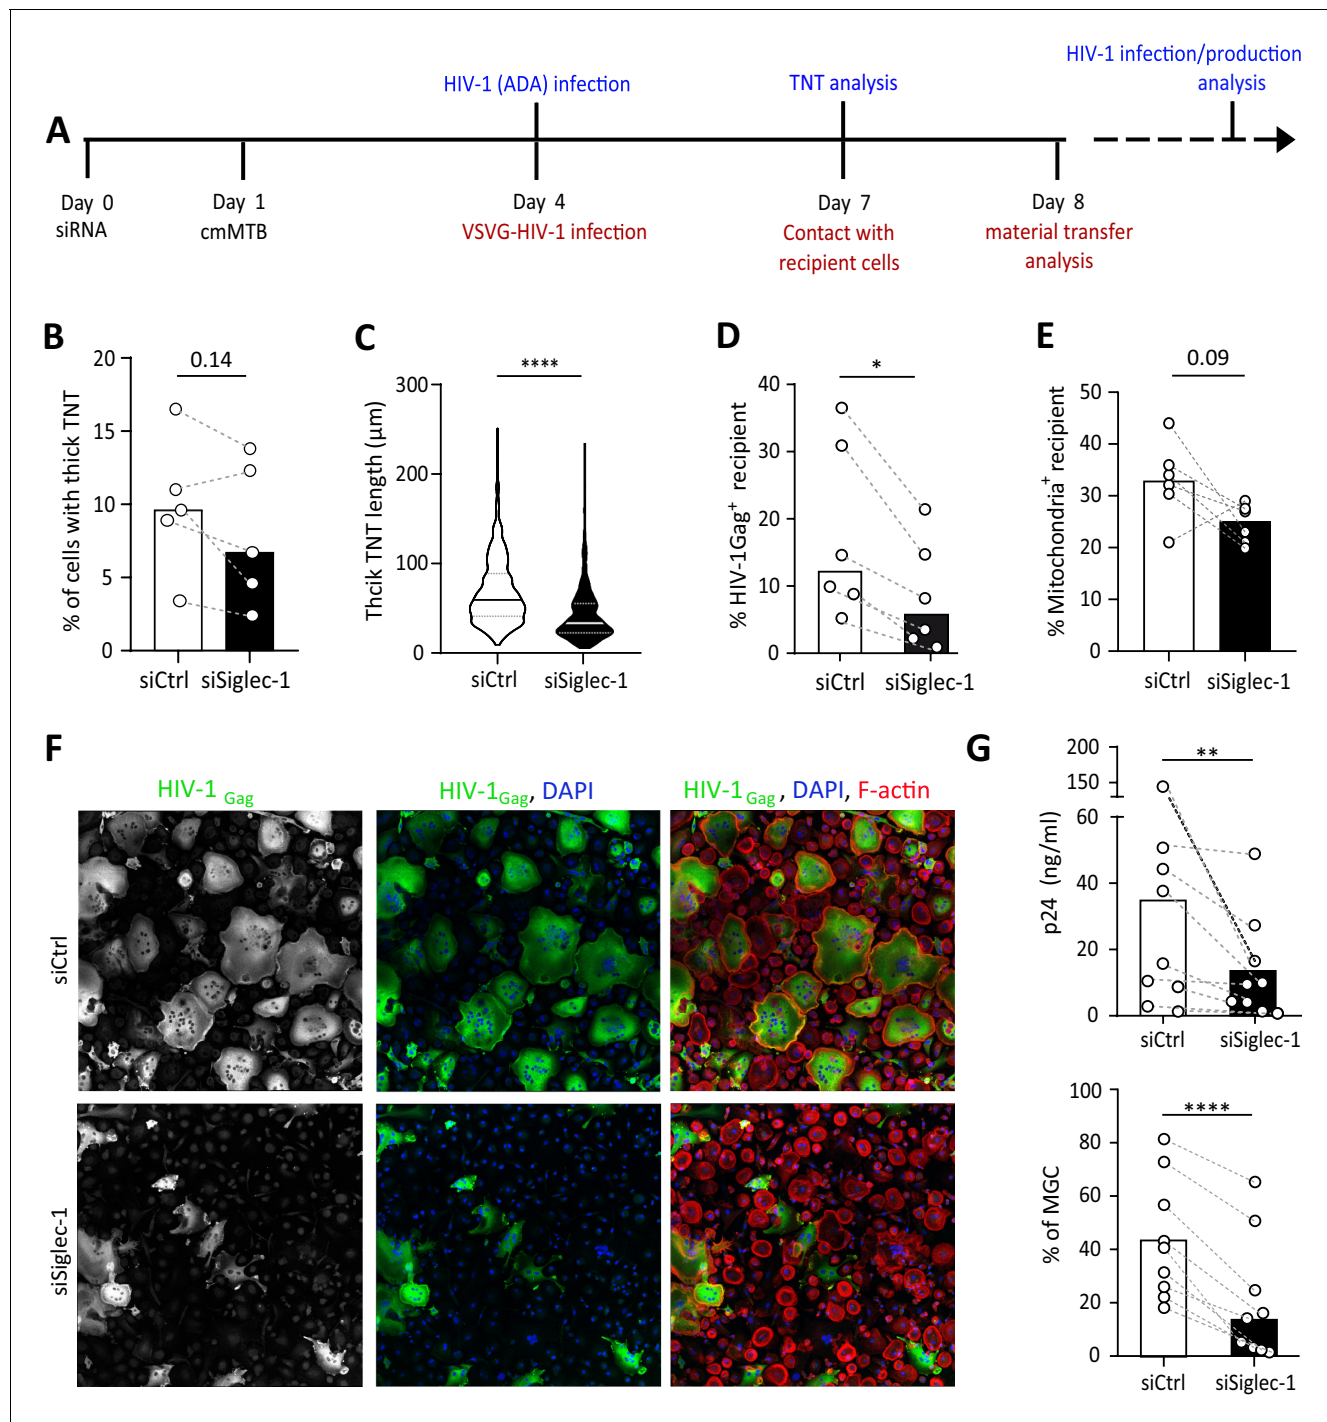 A
HIV-1 (ADA) infection
TNT analysis
HIV-1 infection/production
analysis
Day 0
siRNA
Day 1
cmMTB
Day 4
VSVG-HIV-1 infection
Day 7
Contact with
recipient cells
Day 8
material transfer
analysis
B
% of cells with thick TNT
20
15
10
5
0
0.14
siCtrl
siSiglec-1
C
Thcik TNT length (µm)
300
200
100
0
****
siCtrl
siSiglec-1
D
% HIV-1Gag+ recipient
40
30
20
10
0
*
siCtrl
siSiglec-1
E
% Mitochondria+ recipient
50
40
30
20
10
0
0.09
siCtrl
siSiglec-1
F
HIV-1 Gag
HIV-1Gag, DAPI
HIV-1Gag , DAPI, F-actin
siCtrl
siSiglec-1
G
p24 (ng/ml)
200
150
60
40
20
0
**
siCtrl
siSiglec-1
% of MGC
100
80
60
40
20
0
****
siCtrl
siSiglec-1